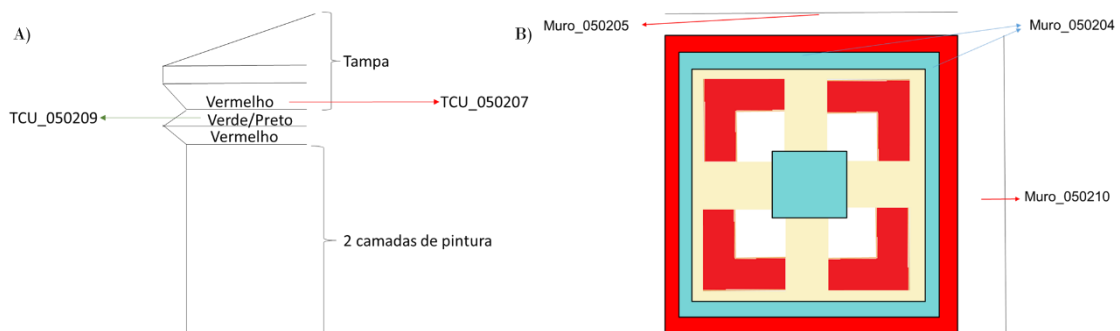 A)
Tampa
Vermelho
TCU_050207
TCU_050209
Verde/Preto
Vermelho
2 camadas de pintura
B)
Muro_050205
Muro_050204
Muro_050210